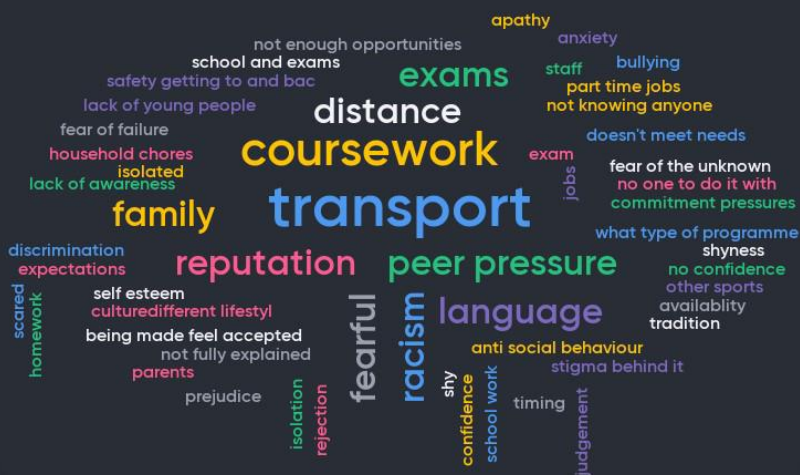 apathy
anxiety
not enough opportunities
school and exams
bullying
staff
exams
safety getting to and bac
part time jobs
lack of young people
not knowing anyone
distance
fear of failure
doesn't meet needs
coursework
household chores
exam
fear of the unknown
isolated
jobs
lack of awareness
no one to do it with
commitment pressures
transport
family
what type of programme
discrimination
shyness
expectations
reputation
peer pressure
no confidence
other sports
scared
homework
self esteem
culturedifferent lifestyl
fearful
racism
language
availablity
tradition
being made feel accepted
not fully explained
anti social behaviour
stigma behind it
parents
prejudice
isolation
rejection
shy
confidence
school work
timing
judgement